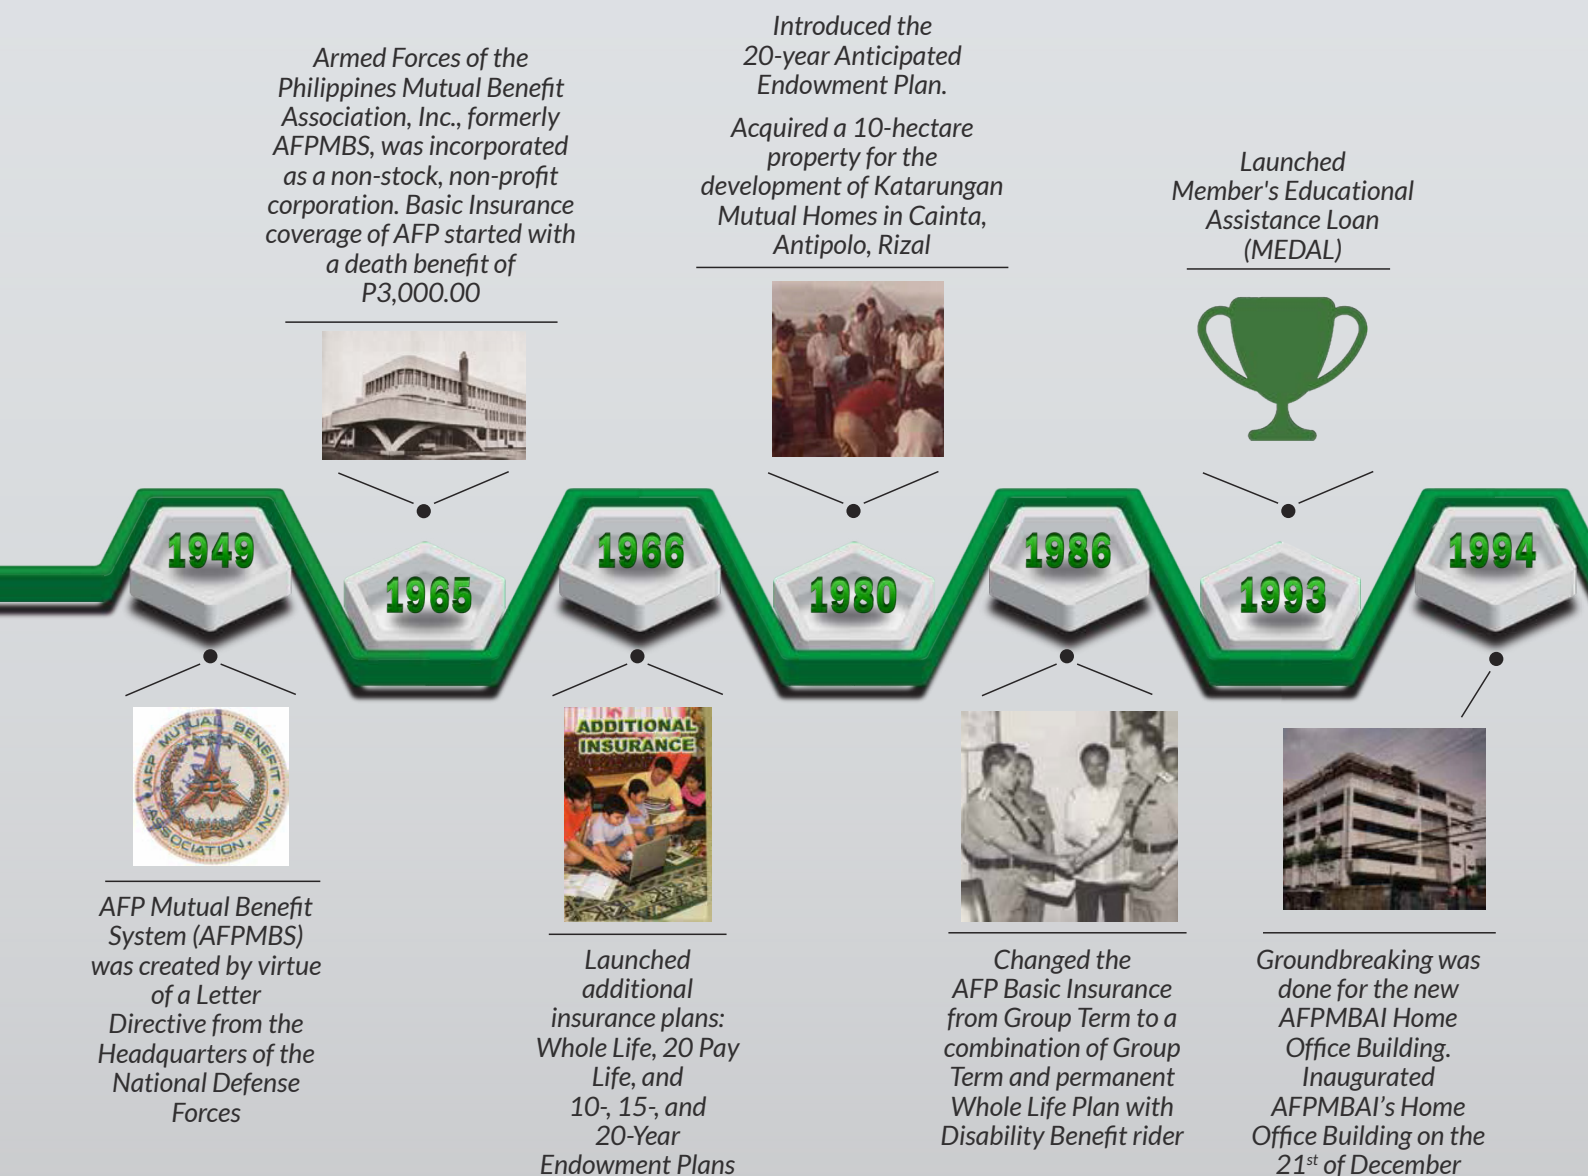 Armed Forces of the
Philippines Mutual Benefit
Association, Inc., formerly
AFPMBS, was incorporated
as a non-stock, non-profit
corporation. Basic Insurance
coverage of AFP started with
a death benefit of
P3,000.00
Introduced the
20-year Anticipated
Endowment Plan.
Acquired a 10-hectare
property for the
development of Katarungan
Mutual Homes in Cainta,
Antipolo, Rizal
Launched
Member's Educational
Assistance Loan
(MEDAL)
1949
1965
1966
1980
1986
1993
1994
AFP MUTUAL BENEFIT
ASSOCIATION, INC.
AFP Mutual Benefit
System (AFPMBS)
was created by virtue
of a Letter
Directive from the
Headquarters of the
National Defense
Forces
ADDITIONAL
INSURANCE
Launched
additional
insurance plans:
Whole Life, 20 Pay
Life, and
10-, 15-, and
20-Year
Endowment Plans
Changed the
AFP Basic Insurance
from Group Term to a
combination of Group
Term and permanent
Whole Life Plan with
Disability Benefit rider
Groundbreaking was
done for the new
AFPMBAI Home
Office Building.
Inaugurated
AFPMBAI’s Home
Office Building on the
21st of December